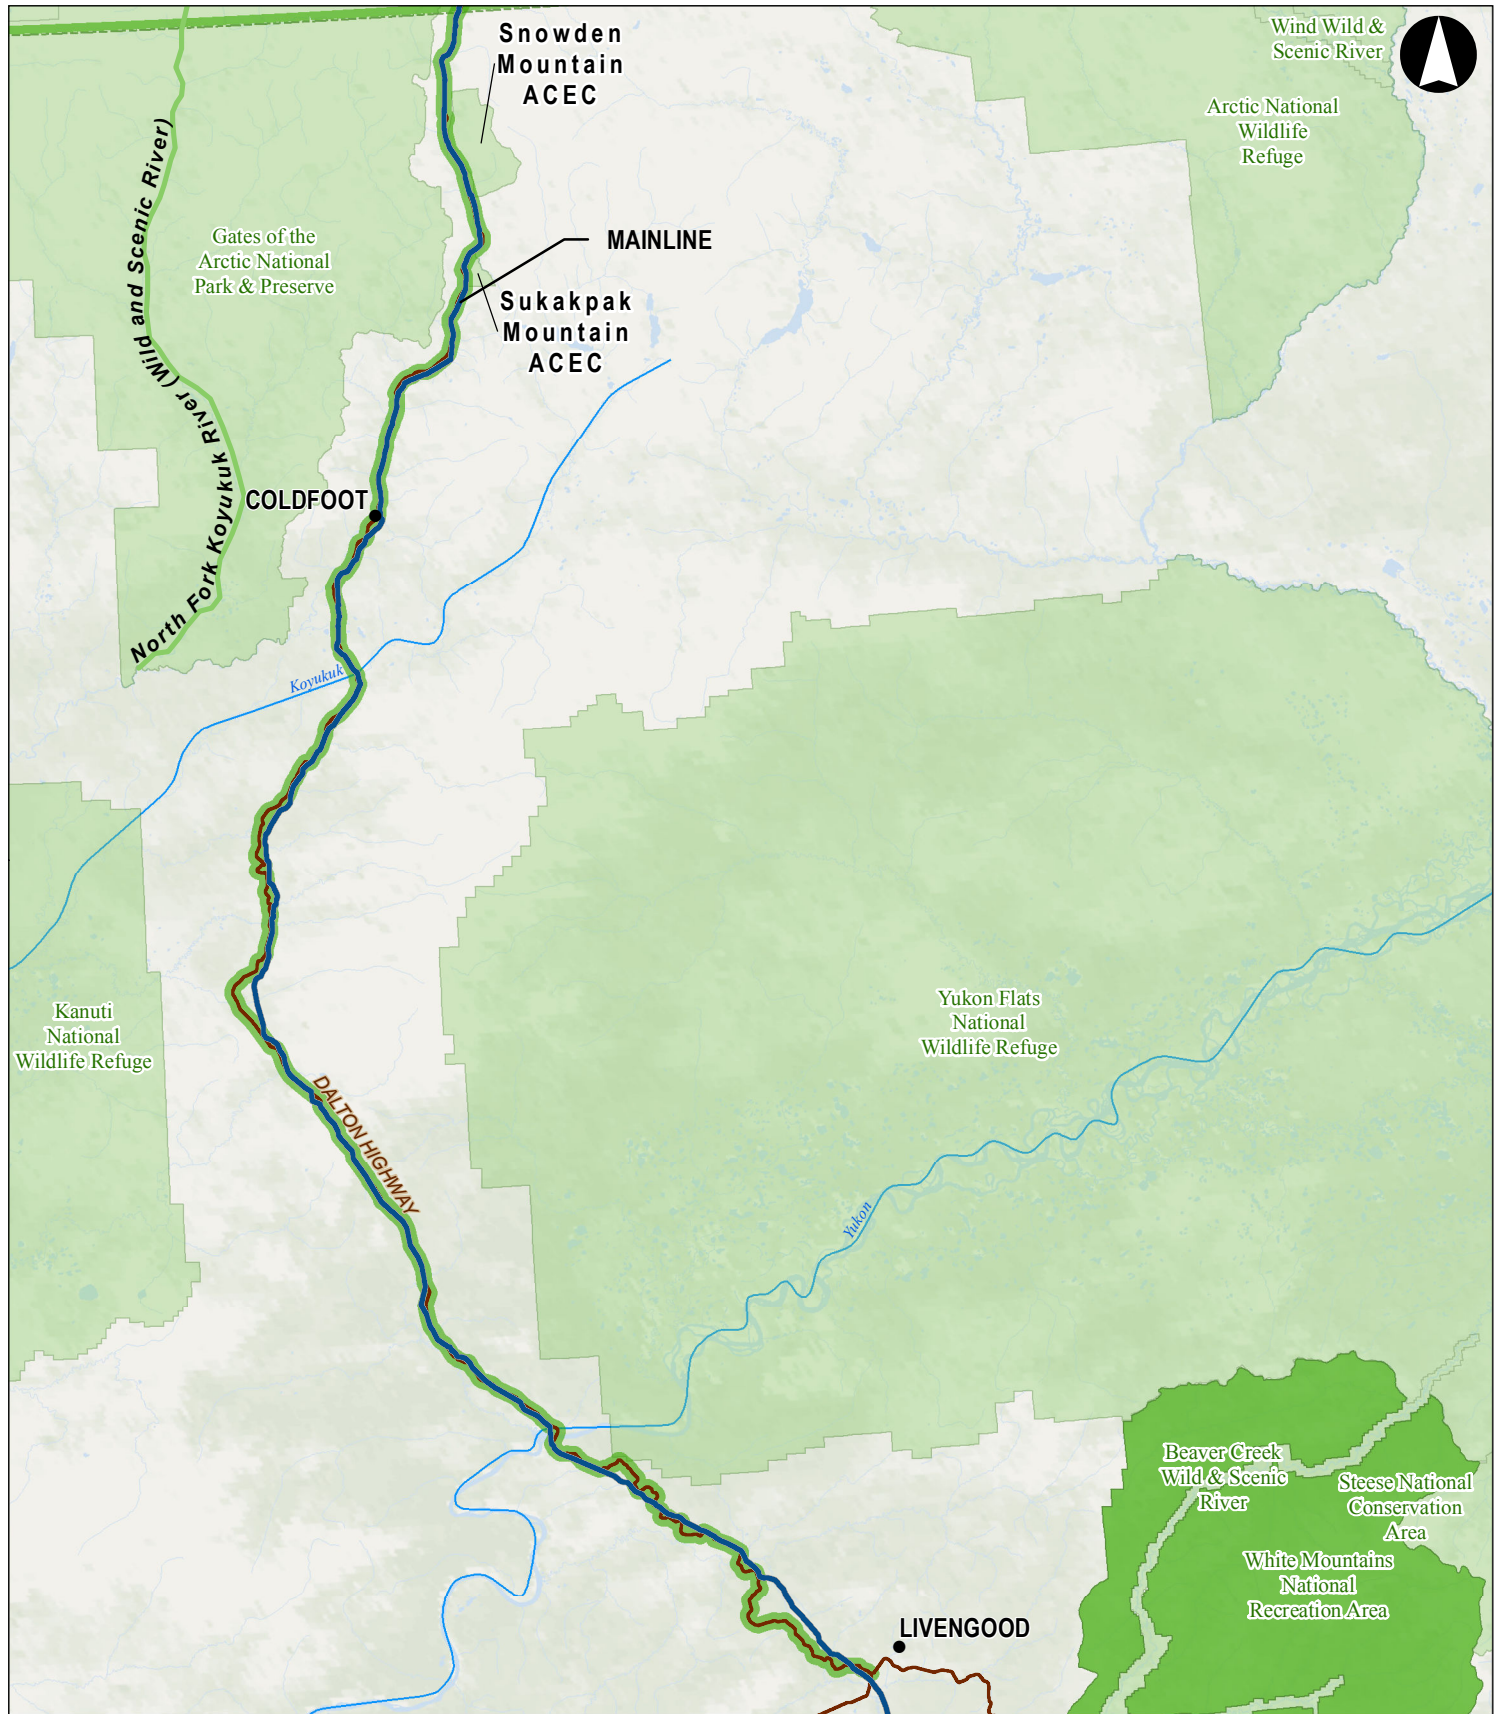 Snowden
Mountain
ACEC
Wind Wild &
Scenic River
Arctic National
Wildlife
Refuge
North Fork Koyukuk River (Wild and Scenic River)
Gates of the
Arctic National
Park & Preserve
MAINLINE
Sukakpak
Mountain
ACEC
COLDFOOT
Koyukuk
Kanuti
National
Wildlife Refuge
Yukon Flats
National
Wildlife Refuge
DALTON HIGHWAY
Yukon
Beaver Creek
Wild & Scenic
River
Steese National
Conservation
Area
White Mountains
National
Recreation Area
LIVENGOOD